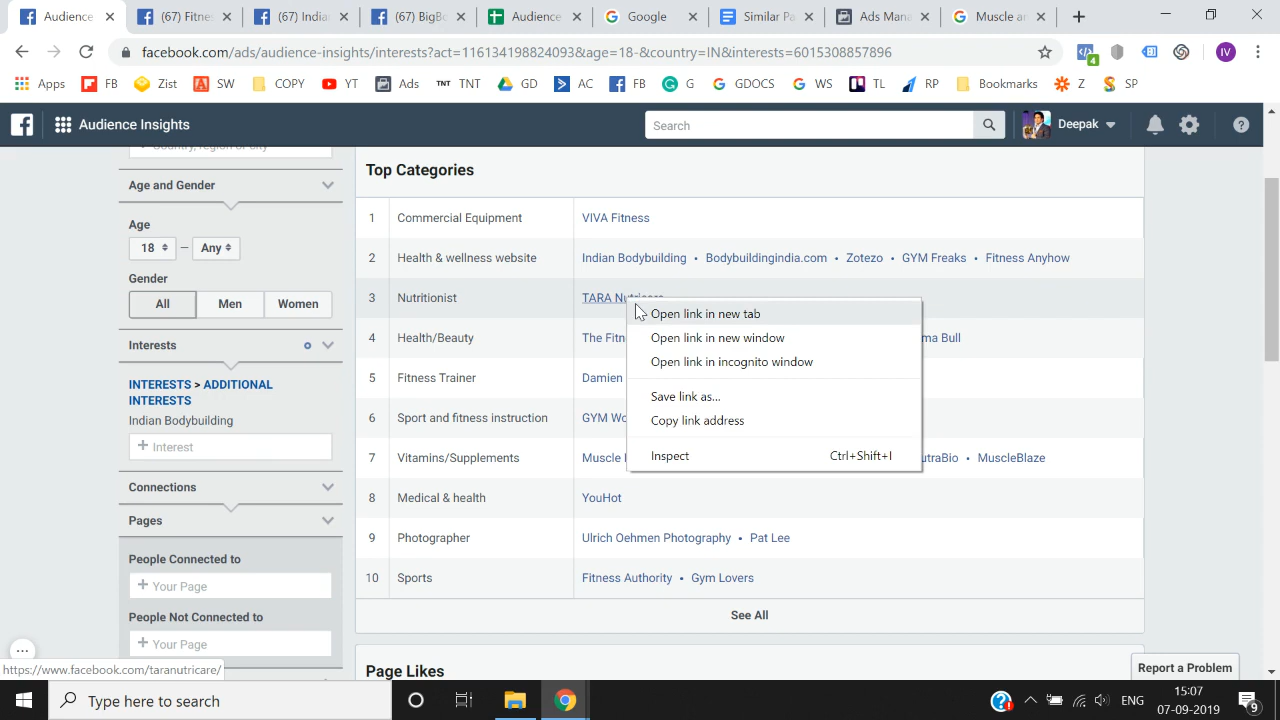 Audience
(67) Fitne
(67) India
(67) BigBo
Audience
Google
Similar Pa
Ads Mana
Muscle an
facebook.com/ads/audience-insights/interests?act=116134198824093&age=18-&country=IN&interests=6015308857896
4
IV
Apps
FB
Zist
SW
COPY
YT
Ads
TNT
TNT
GD
AC
FB
G
GDOCS
WS
TL
RP
Bookmarks
Z
SP
Audience Insights
Search
Deepak
Country, region or city
Top Categories
Age and Gender
Age
18 – Any
Gender
All Men Women
Interests
INTERESTS > ADDITIONAL
INTERESTS
Indian Bodybuilding
+ Interest
Connections
Pages
People Connected to
+ Your Page
People Not Connected to
+ Your Page
1 Commercial Equipment VIVA Fitness
2 Health & wellness website Indian Bodybuilding • Bodybuildingindia.com • Zotezo • GYM Freaks • Fitness Anyhow
3 Nutritionist TARA Nutricare
4 Health/Beauty The Fitn ma Bull
5 Fitness Trainer Damien
6 Sport and fitness instruction GYM Wo
7 Vitamins/Supplements Muscle utraBio • MuscleBlaze
8 Medical & health YouHot
9 Photographer Ulrich Oehmen Photography • Pat Lee
10 Sports Fitness Authority • Gym Lovers
See All
Open link in new tab
Open link in new window
Open link in incognito window
Save link as...
Copy link address
Inspect Ctrl+Shift+I
Page Likes
Report a Problem
https://www.facebook.com/taranutricare/
Type here to search
ENG
15:07
07-09-2019
9